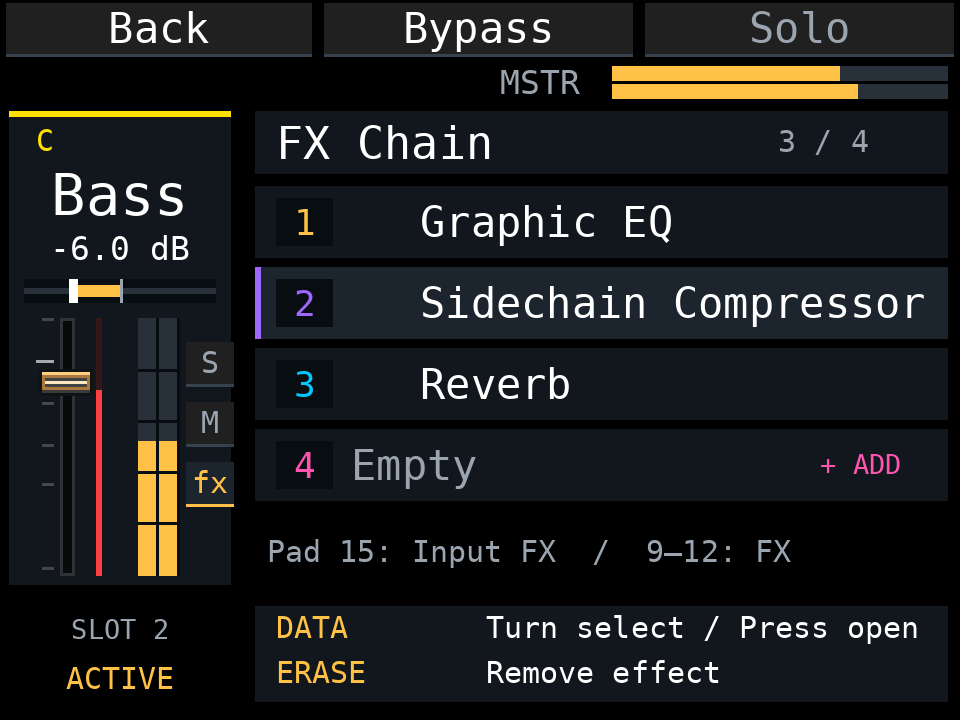 Back
Bypass
Solo
MSTR
C
Bass
-6.0 dB
S
M
fx
SLOT 2
ACTIVE
FX Chain
3 / 4
1 Graphic EQ
2 Sidechain Compressor
3 Reverb
4 Empty + ADD
Pad 15: Input FX / 9–12: FX
DATA Turn select / Press open
ERASE Remove effect